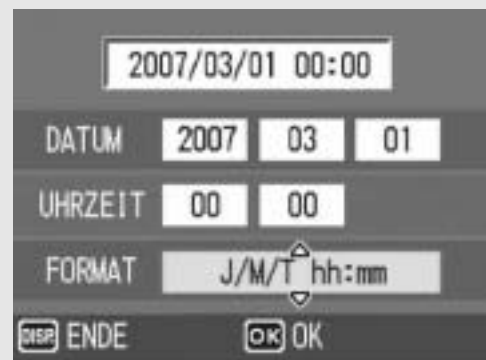 2007/03/01 00:00
DATUM 2007 03 01
UHRZEIT 00 00
FORMAT J/M/T hh:mm
DISP. ENDE OK OK